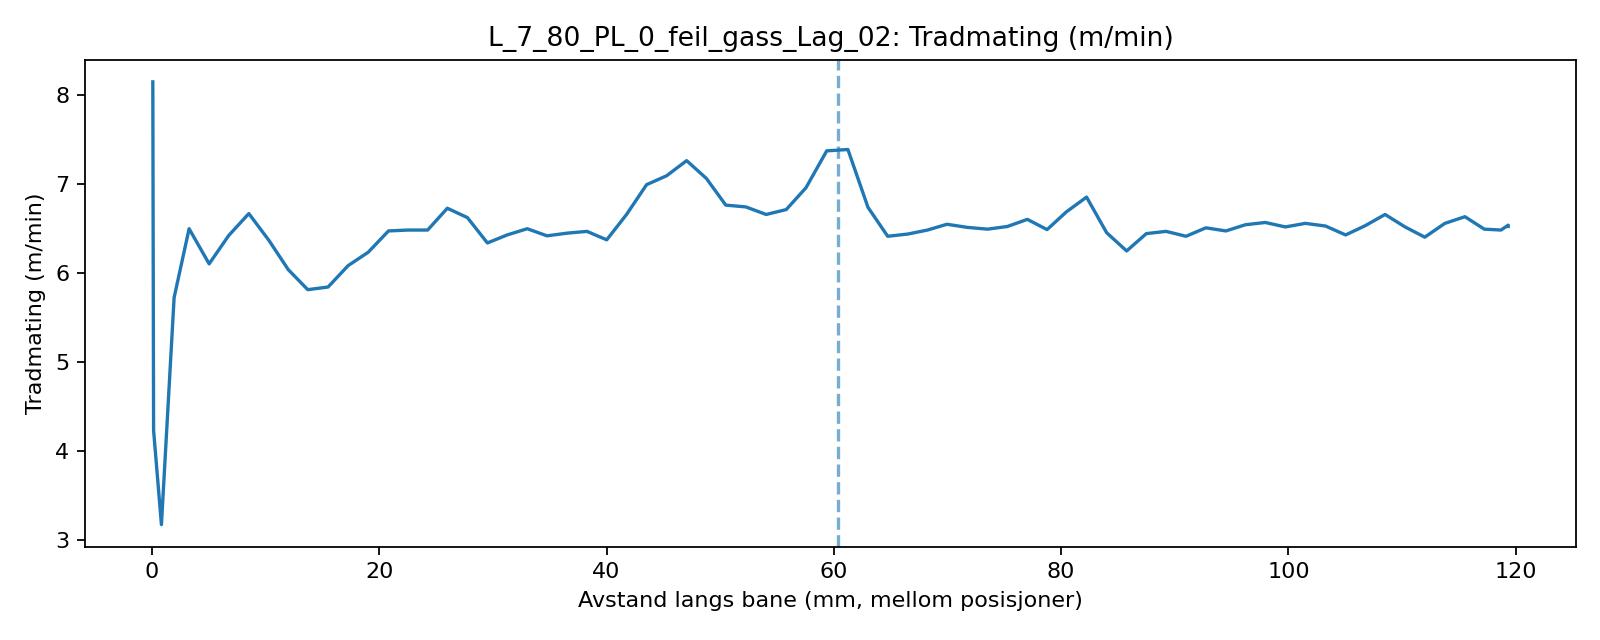 L_7_80_PL_0_feil_gass_Lag_02: Tradmating (m/min)
Tradmating (m/min)
8
7
6
5
4
3
0 20 40 60 80 100 120
Avstand langs bane (mm, mellom posisjoner)